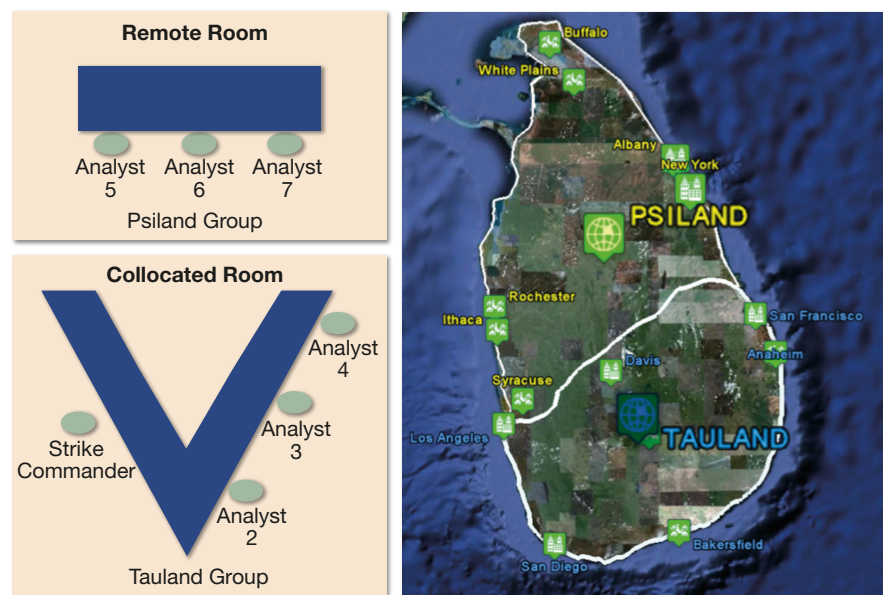 Remote Room
Analyst
5
Analyst
6
Analyst
7
Psiland Group
Collocated Room
Analyst
4
Analyst
3
Strike
Commander
Analyst
2
Tauland Group
Buffalo
White Plains
Albany
New York
PSILAND
Rochester
Ithaca
San Francisco
Anaheim
Davis
Syracuse
Los Angeles
TAULAND
Bakersfield
San Diego